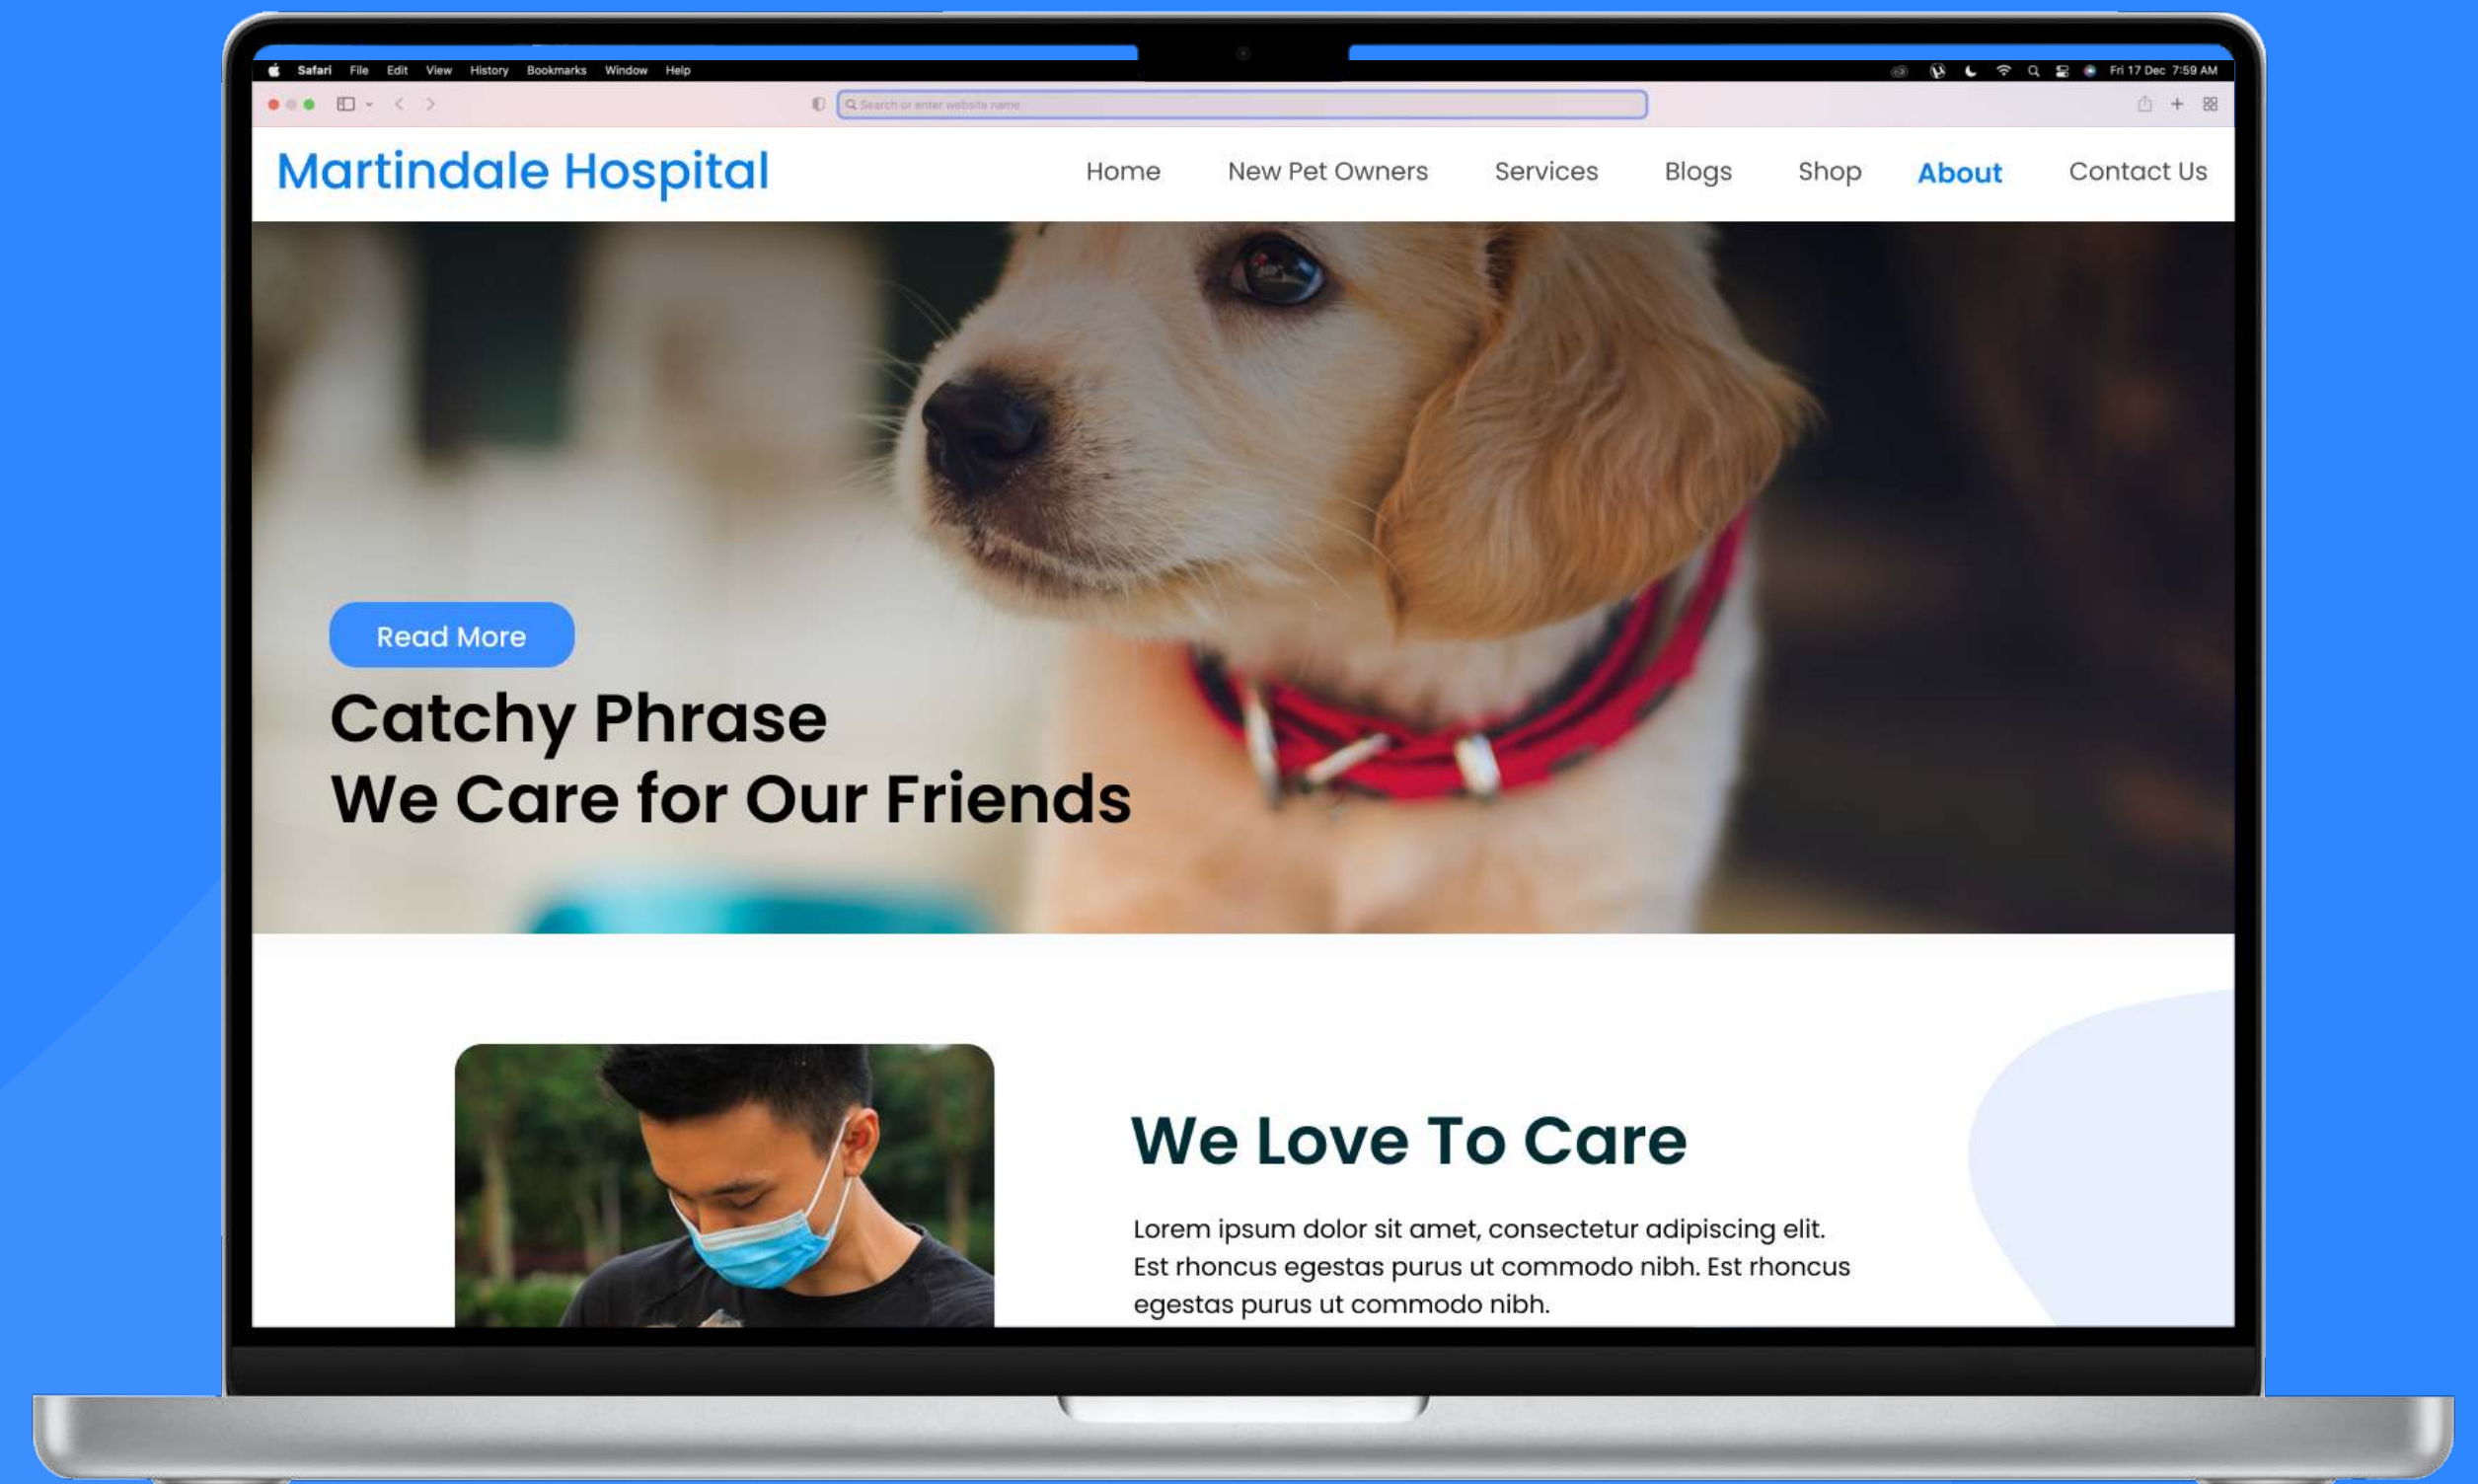 Safari File Edit View History Bookmarks Window Help
Fri 17 Dec 7:59 AM
Search or enter website name
Martindale Hospital
Home New Pet Owners Services Blogs Shop About Contact Us
Read More
Catchy Phrase
We Care for Our Friends
We Love To Care
Lorem ipsum dolor sit amet, consectetur adipiscing elit.
Est rhoncus egestas purus ut commodo nibh. Est rhoncus
egestas purus ut commodo nibh.